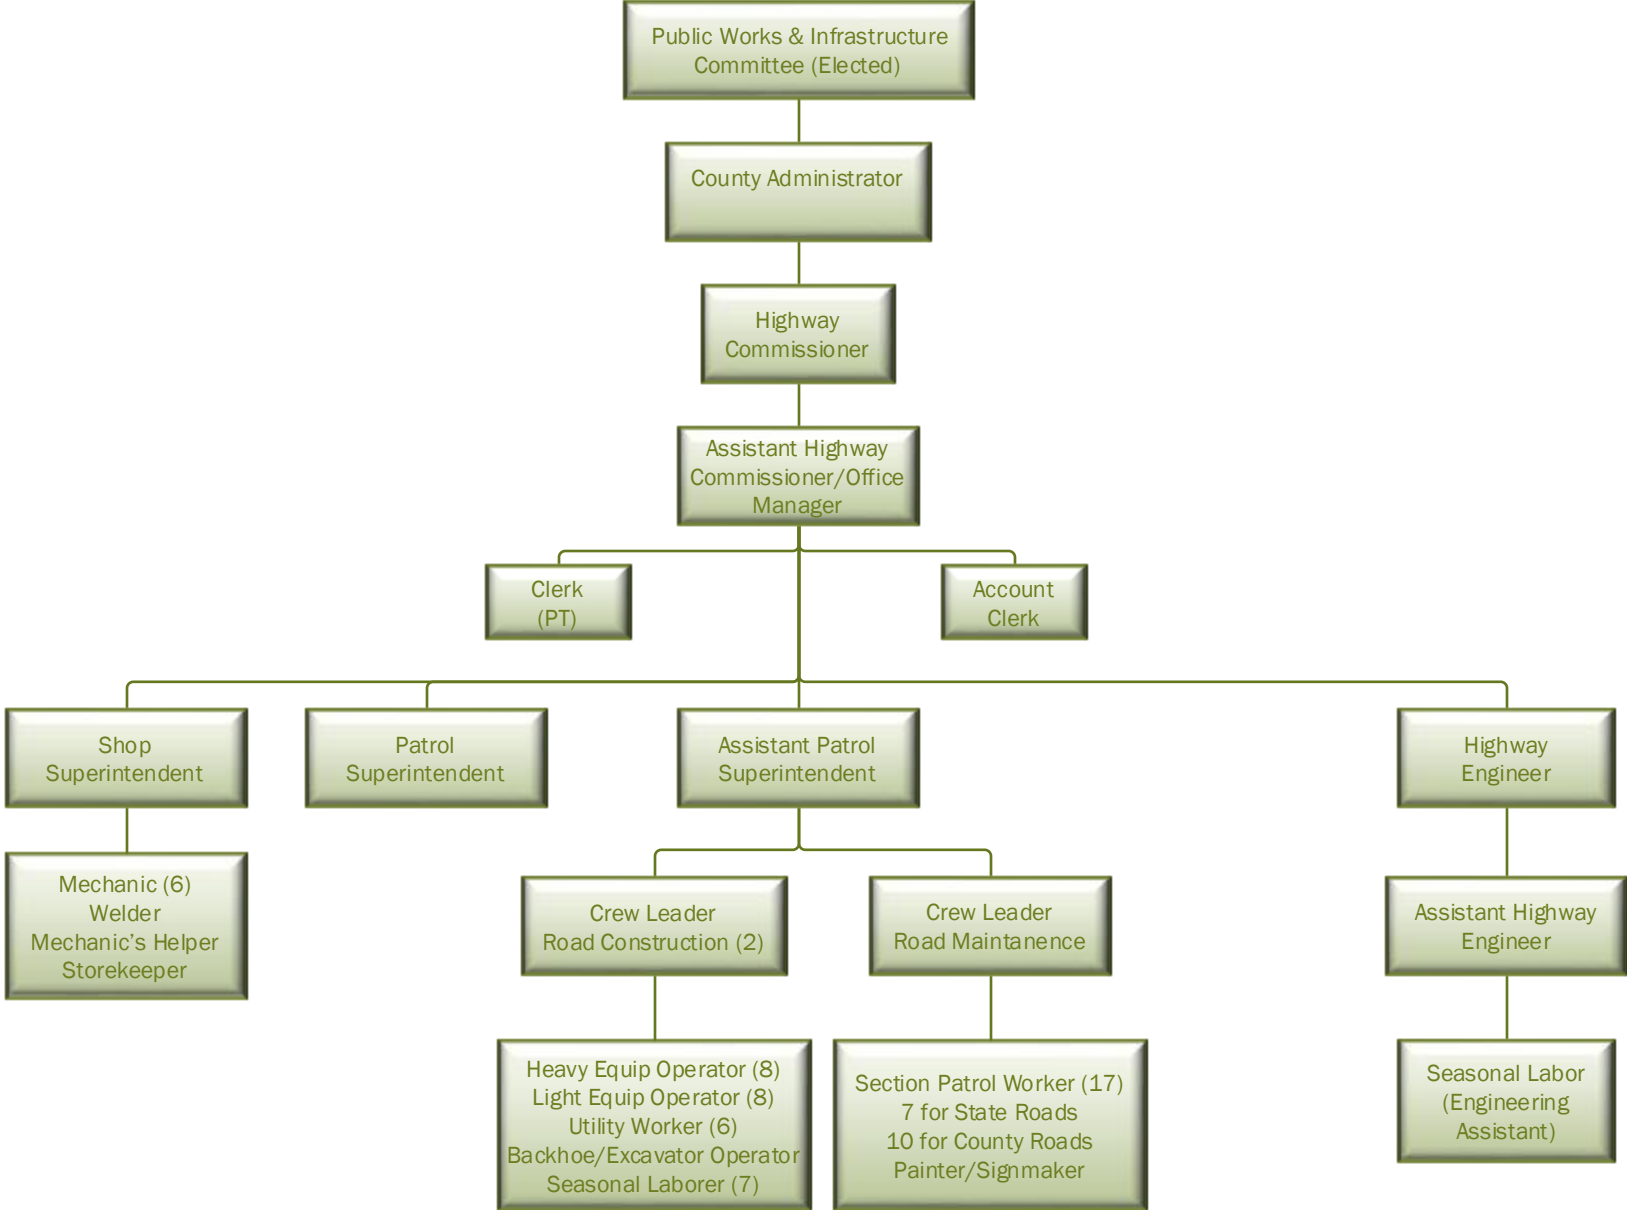 Public Works & Infrastructure
Committee (Elected)
County Administrator
Highway
Commissioner
Assistant Highway
Commissioner/Office
Manager
Clerk
(PT)
Account
Clerk
Shop
Superintendent
Patrol
Superintendent
Assistant Patrol
Superintendent
Highway
Engineer
Mechanic (6)
Welder
Mechanic's Helper
Storekeeper
Crew Leader
Road Construction (2)
Crew Leader
Road Maintanence
Assistant Highway
Engineer
Heavy Equip Operator (8)
Light Equip Operator (8)
Utility Worker (6)
Backhoe/Excavator Operator
Seasonal Laborer (7)
Section Patrol Worker (17)
7 for State Roads
10 for County Roads
Painter/Signmaker
Seasonal Labor
(Engineering
Assistant)